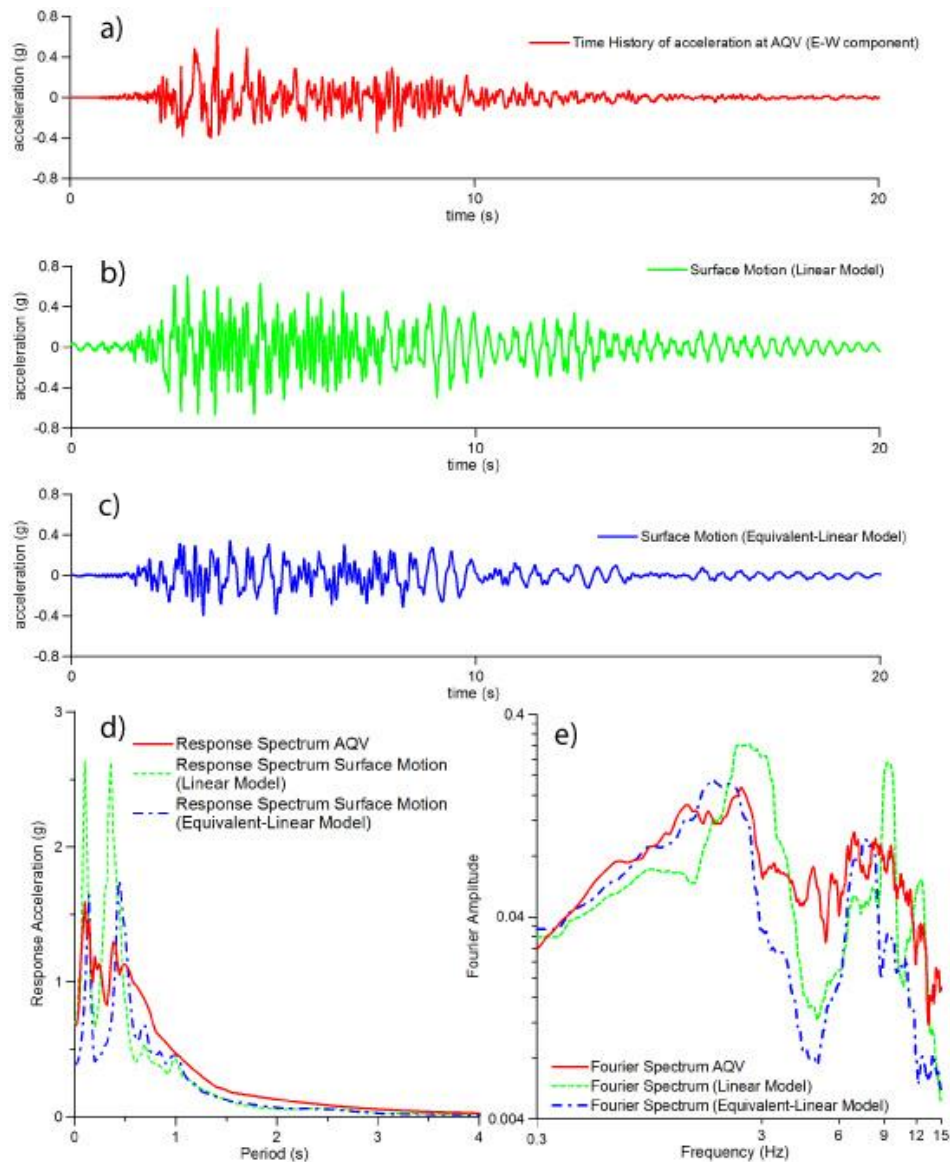 a)
Time History of acceleration at AQV (E-W component)
acceleration (g)
0.8
0.4
0
-0.4
-0.8
0
10
20
time (s)
b)
Surface Motion (Linear Model)
acceleration (g)
0.8
0.4
0
-0.4
-0.8
0
10
20
time (s)
c)
Surface Motion (Equivalent-Linear Model)
acceleration (g)
0.8
0.4
0
-0.4
-0.8
0
10
20
time (s)
d)
Response Spectrum AQV
Response Spectrum Surface Motion
(Linear Model)
Response Spectrum Surface Motion
(Equivalent-Linear Model)
Response Acceleration (g)
3
2
1
0
0
1
2
3
4
Period (s)
e)
Fourier Amplitude
0.4
0.04
0.004
Fourier Spectrum AQV
Fourier Spectrum (Linear Model)
Fourier Spectrum (Equivalent-Linear Model)
0.3
3
6
9
12
15
Frequency (Hz)